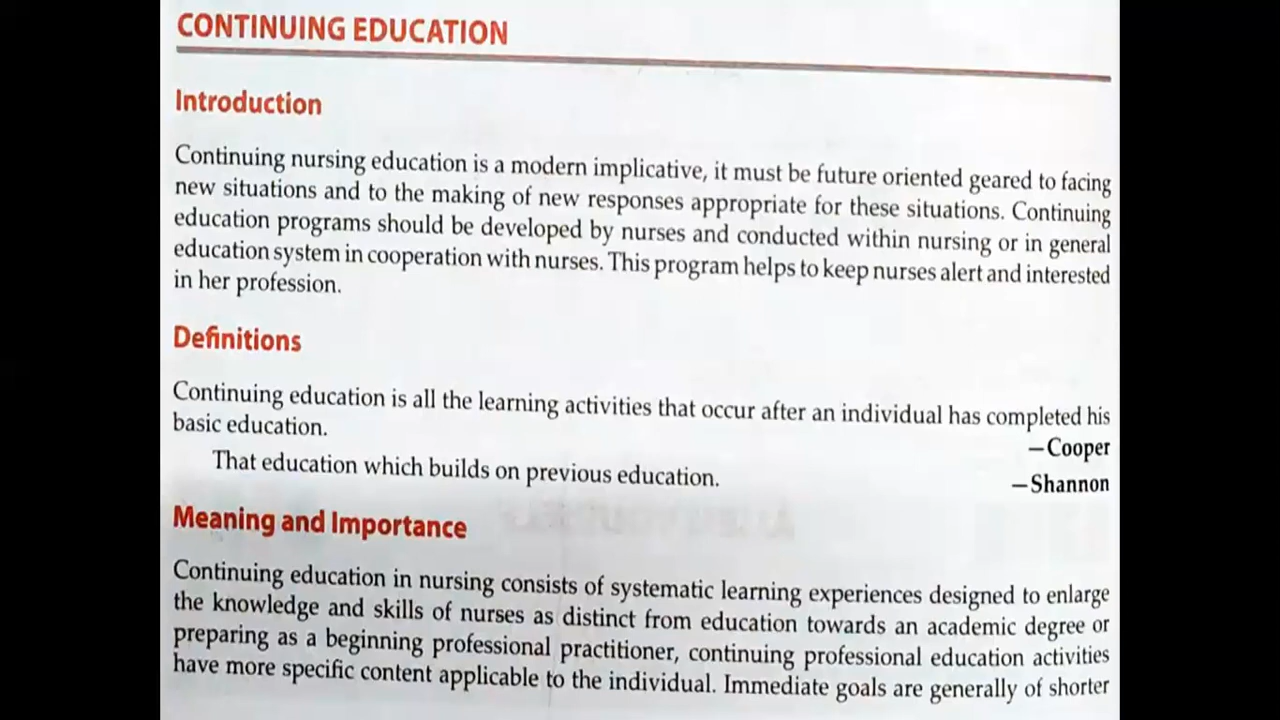 CONTINUING EDUCATION
Introduction
Continuing nursing education is a modern implicative, it must be future oriented geared to facing
new situations and to the making of new responses appropriate for these situations. Continuing
education programs should be developed by nurses and conducted within nursing or in general
education system in cooperation with nurses. This program helps to keep nurses alert and interested
in her profession.
Definitions
Continuing education is all the learning activities that occur after an individual has completed his
basic education.
—Cooper
That education which builds on previous education.
—Shannon
Meaning and Importance
Continuing education in nursing consists of systematic learning experiences designed to enlarge
the knowledge and skills of nurses as distinct from education towards an academic degree or
preparing as a beginning professional practitioner, continuing professional education activities
have more specific content applicable to the individual. Immediate goals are generally of shorter